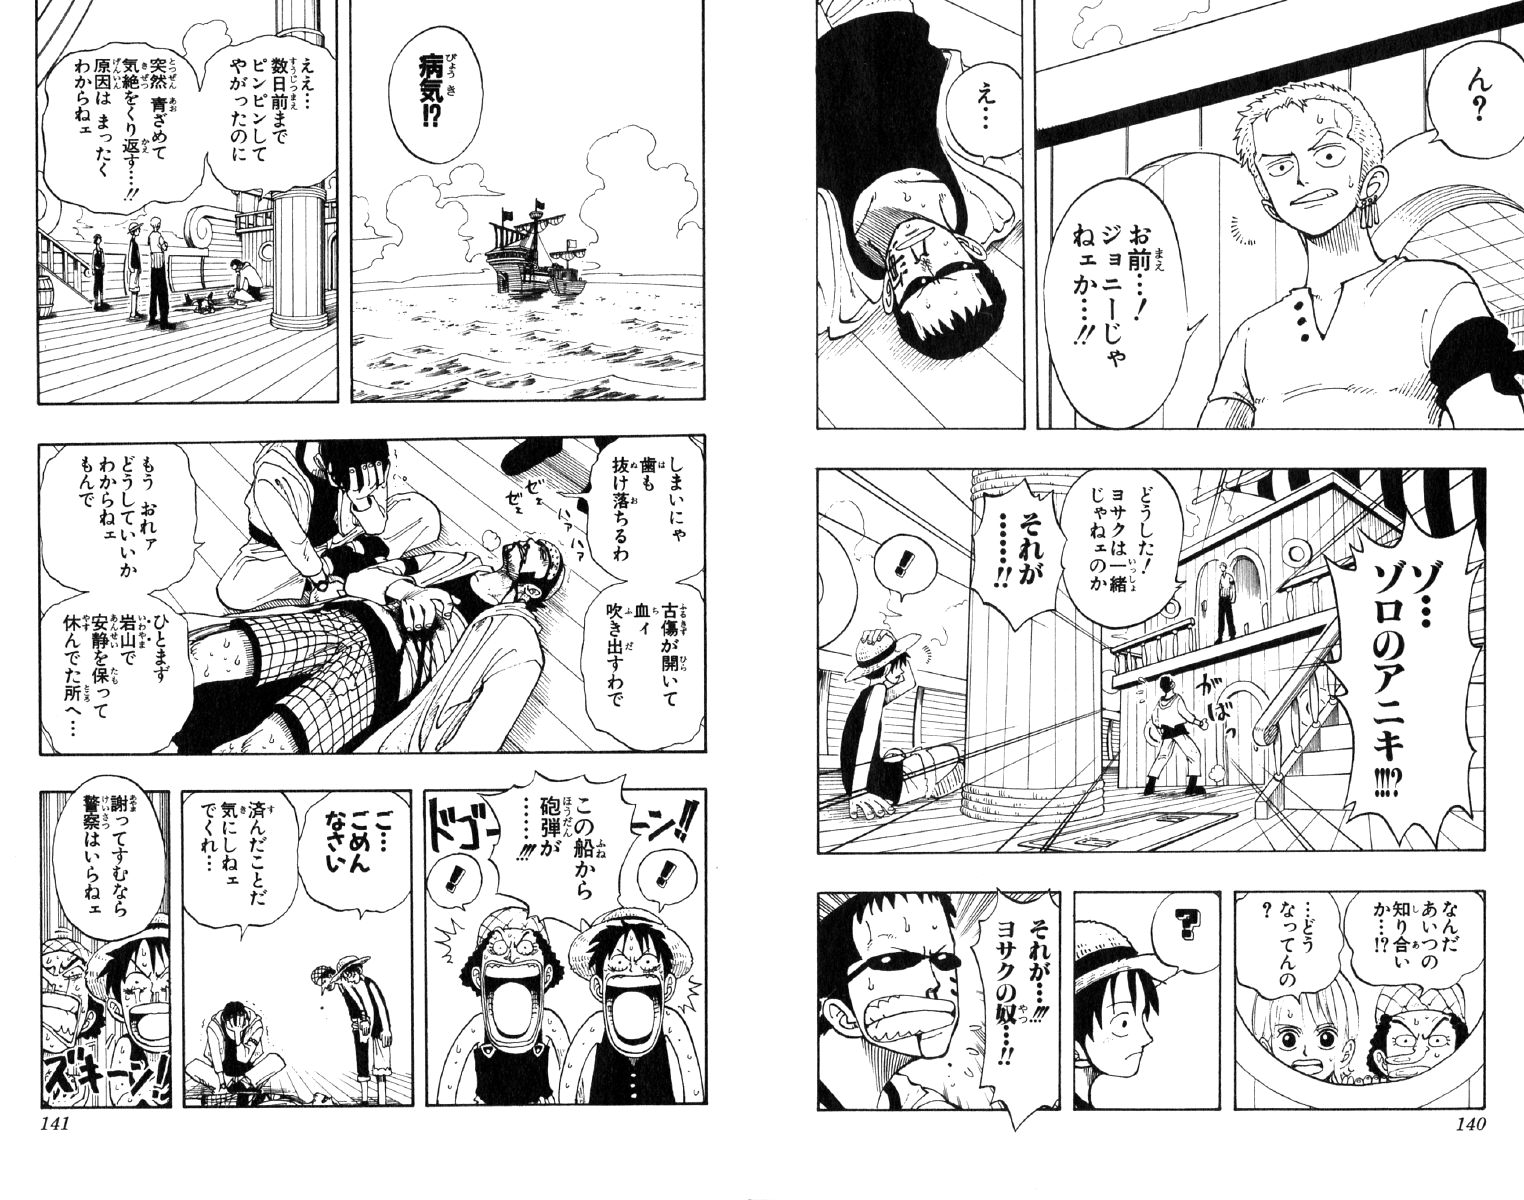 ん?
お前…!
ジョニーじゃ
ねェか…!!
え…
ゾ…
ゾロのアニキ!!!!?
どうした!
ヨサクは一緒
じゃねェのか
それが
……!!
!
がばっ
なんだ
あいつの
知り合い
か…!?
…どう
なってんの
?
?
それが…!!!
ヨサクの奴…!!
140
病気!?
ええ…
数日前まで
ピンピンして
やがったのに
突然 青ざめて
気絶をくり返す…!!
原因は まったく
わからねェ
しまいにゃ
歯も
抜け落ちるわ
古傷が開いて
血ィ
吹き出すわで
ゼェ
ゼェ
ハァ
ハァ
もう おれァ
どうしていいか
わからねェ
もんで
ひとまず
岩山で
安静を保って
休んでた所へ…
この船から
砲弾が
……!!!
ドゴーン!!
!
!
ご…
ごめん
なさい
済んだことだ
気にしねェ
でくれ…
謝ってすむなら
警察はいらねェ
ズキーン!!
141